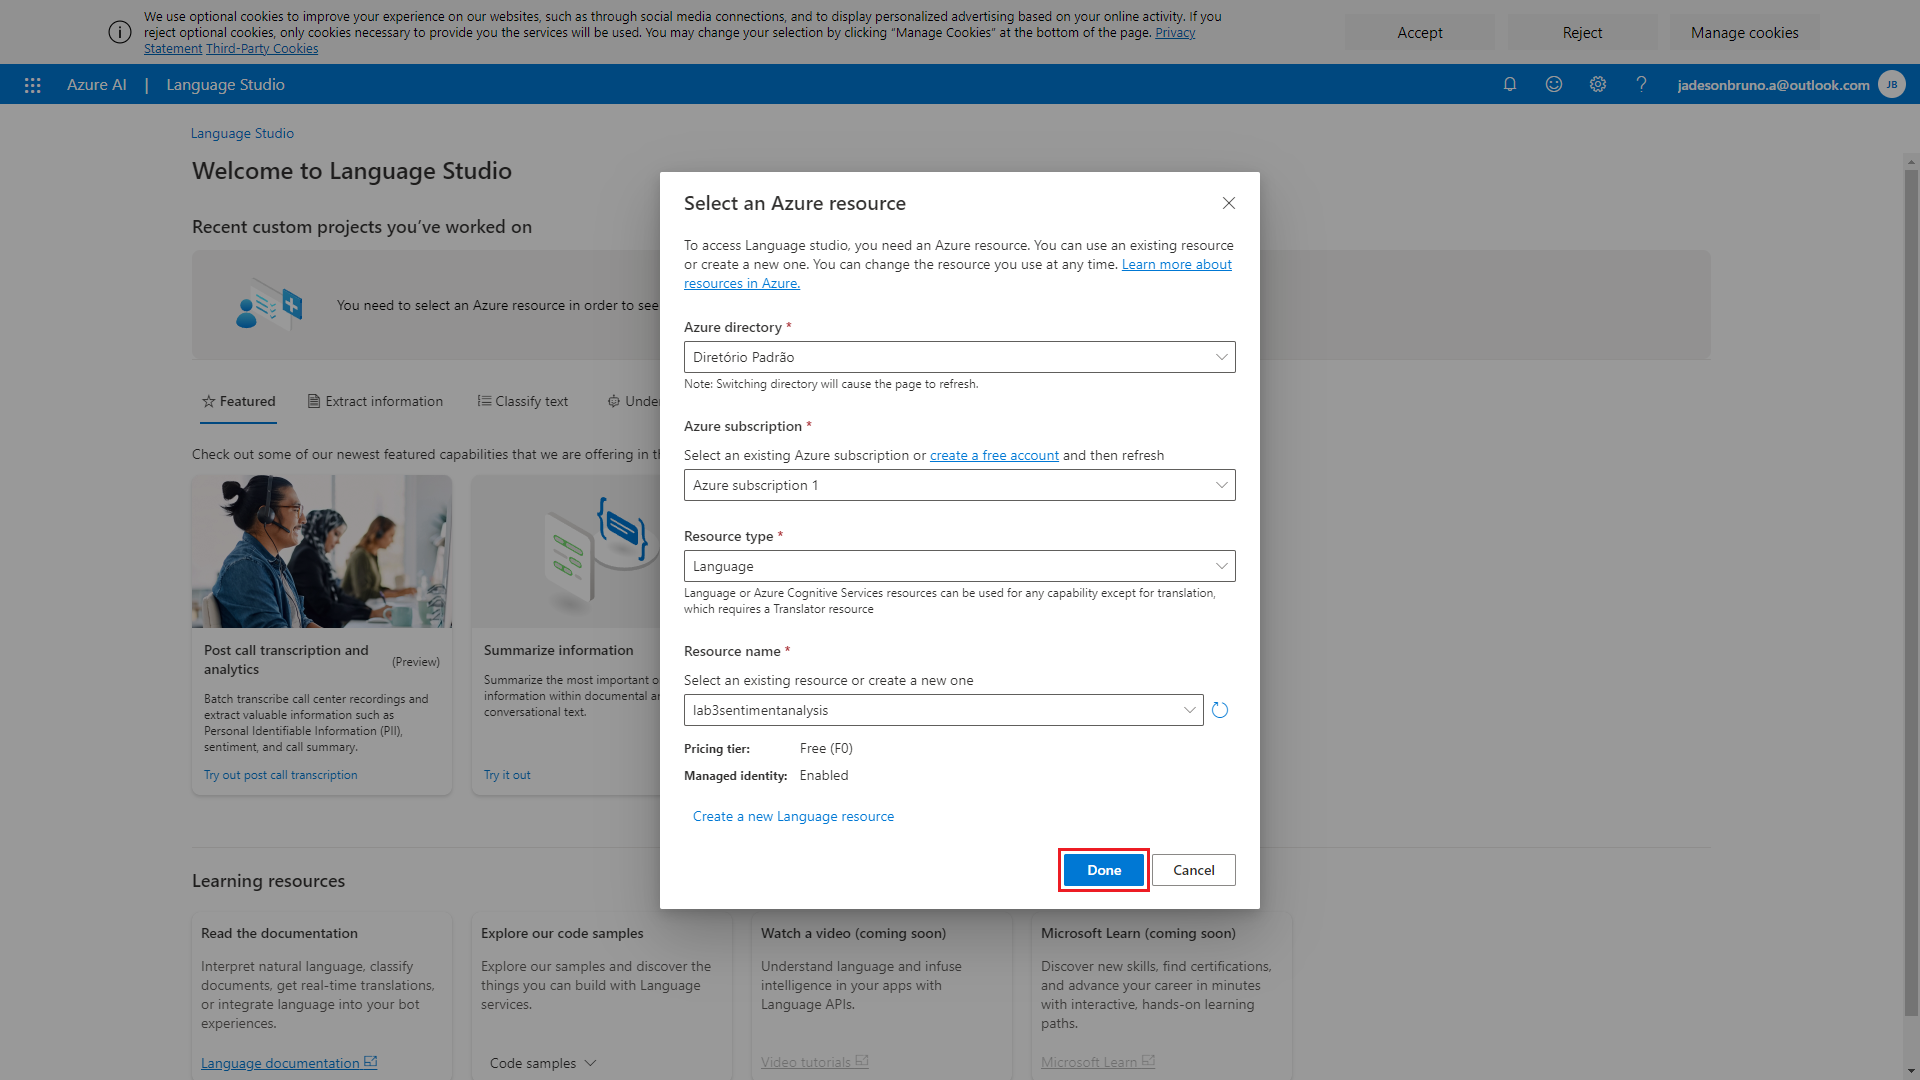 We use optional cookies to improve your experience on our websites, such as through social media connections, and to display personalized advertising based on your online activity. If you
reject optional cookies, only cookies necessary to provide you the services will be used. You may change your selection by clicking “Manage Cookies” at the bottom of the page. Privacy
Statement Third-Party Cookies
Accept
Reject
Manage cookies
Azure AI | Language Studio
jadesonbruno.a@outlook.com
JB
Language Studio
Welcome to Language Studio
Recent custom projects you’ve worked on
You need to select an Azure resource in order to see
Featured
Extract information
Classify text
Check out some of our newest featured capabilities that we are offering in
Post call transcription and
analytics
(Preview)
Batch transcribe call center recordings and
extract valuable information such as
Personal Identifiable Information (PII),
sentiment, and call summary.
Try out post call transcription
Summarize information
Summarize the most important
information within documental
conversational text.
Try it out
Select an Azure resource
To access Language studio, you need an Azure resource. You can use an existing resource
or create a new one. You can change the resource you use at any time. Learn more about
resources in Azure.
Azure directory *
Diretório Padrão
Note: Switching directory will cause the page to refresh.
Azure subscription *
Select an existing Azure subscription or create a free account and then refresh
Azure subscription 1
Resource type *
Language
Language or Azure Cognitive Services resources can be used for any capability except for translation,
which requires a Translator resource
Resource name *
Select an existing resource or create a new one
lab3sentimentanalysis
Pricing tier: Free (F0)
Managed identity: Enabled
Create a new Language resource
Done
Cancel
Learning resources
Read the documentation
Interpret natural language, classify
documents, get real-time translations,
or integrate language into your bot
experiences.
Language documentation
Explore our code samples
Explore our samples and discover the
things you can build with Language
services.
Code samples
Watch a video (coming soon)
Understand language and infuse
intelligence in your apps with
Language APIs.
Video tutorials
Microsoft Learn (coming soon)
Discover new skills, find certifications,
and advance your career in minutes
with interactive, hands-on learning
paths.
Microsoft Learn